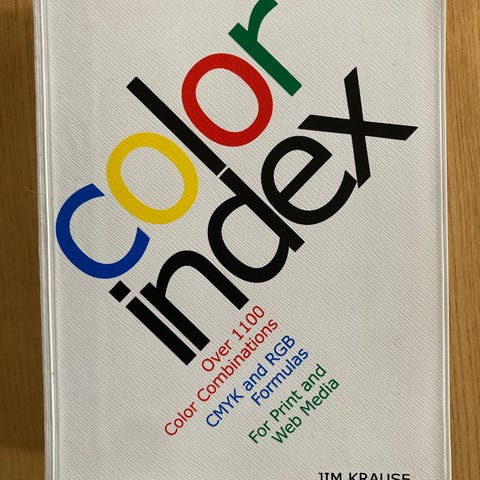 color
index
Over 1100
Color Combinations
CMYK and RGB
Formulas
For Print and
Web Media
JIM KRAUSE